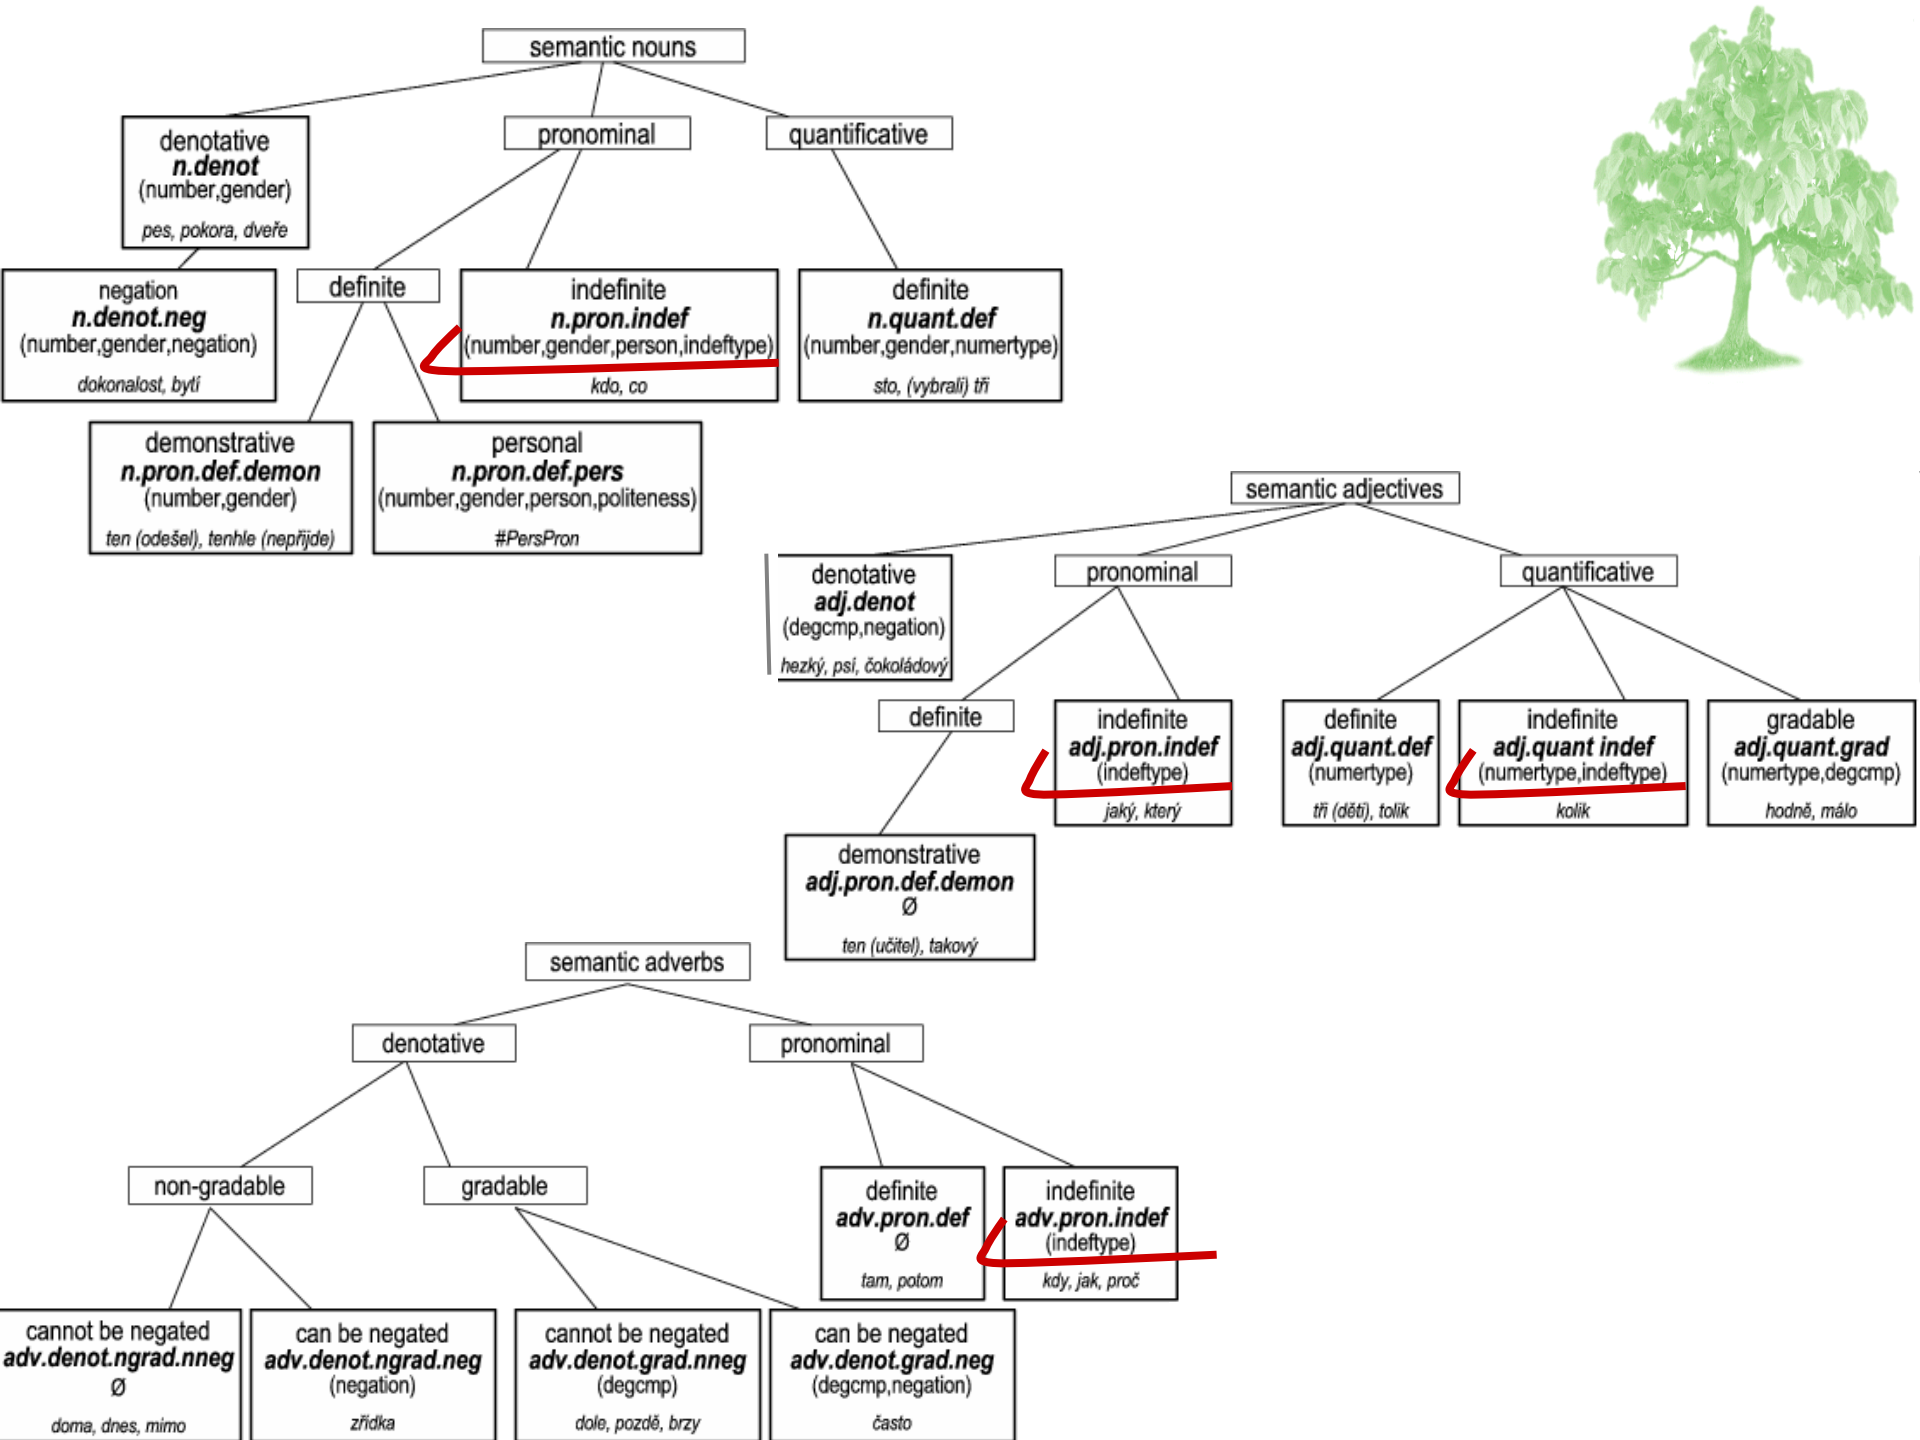 semantic nouns
denotative
n.denot
(number,gender)
pes, pokora, dveře
pronominal
quantificative
negation
n.denot.neg
(number,gender,negation)
dokonalost, bytí
definite
indefinite
n.pron.indef
(number,gender,person,indeftype)
kdo, co
definite
n.quant.def
(number,gender,numertype)
sto, (vybrali) tři
demonstrative
n.pron.def.demon
(number,gender)
ten (odešel), tenhle (nepřijde)
personal
n.pron.def.pers
(number,gender,person,politeness)
#PersPron
semantic adjectives
denotative
adj.denot
(degcmp,negation)
hezký, psí, čokoládový
pronominal
quantificative
definite
indefinite
adj.pron.indef
(indeftype)
jaký, který
definite
adj.quant.def
(numertype)
tři (děti), tolik
indefinite
adj.quant indef
(numertype,indeftype)
kolik
gradable
adj.quant.grad
(numertype,degcmp)
hodně, málo
demonstrative
adj.pron.def.demon
Ø
ten (učitel), takový
semantic adverbs
denotative
pronominal
non-gradable
gradable
definite
adv.pron.def
Ø
tam, potom
indefinite
adv.pron.indef
(indeftype)
kdy, jak, proč
cannot be negated
adv.denot.ngrad.nneg
Ø
doma, dnes, mimo
can be negated
adv.denot.ngrad.neg
(negation)
zřídka
cannot be negated
adv.denot.grad.nneg
(degcmp)
dole, pozdě, brzy
can be negated
adv.denot.grad.neg
(degcmp,negation)
často